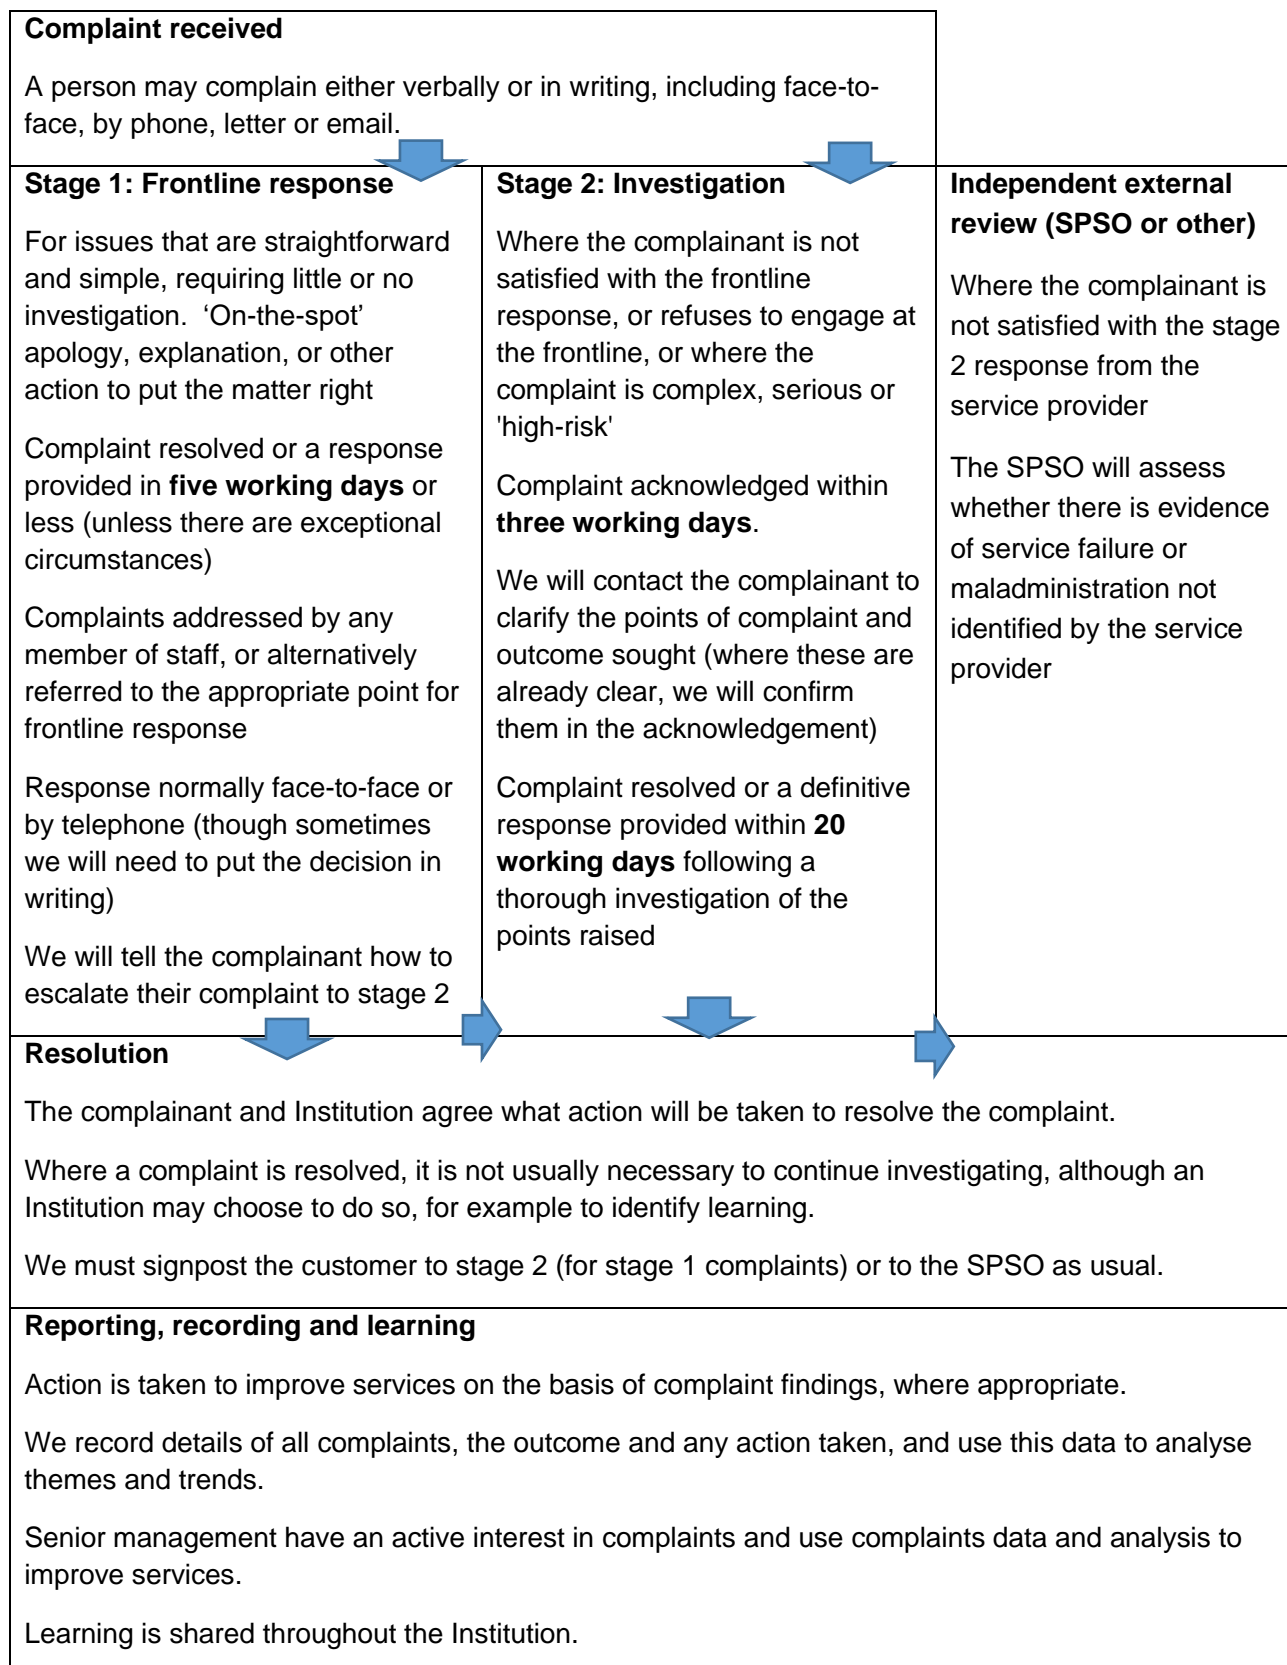 Complaint received
A person may complain either verbally or in writing, including face-to-
face, by phone, letter or email.
Stage 1: Frontline response
For issues that are straightforward
and simple, requiring little or no
investigation.  ‘On-the-spot’
apology, explanation, or other
action to put the matter right
Complaint resolved or a response
provided in five working days or
less (unless there are exceptional
circumstances)
Complaints addressed by any
member of staff, or alternatively
referred to the appropriate point for
frontline response
Response normally face-to-face or
by telephone (though sometimes
we will need to put the decision in
writing)
We will tell the complainant how to
escalate their complaint to stage 2
Stage 2: Investigation
Where the complainant is not
satisfied with the frontline
response, or refuses to engage at
the frontline, or where the
complaint is complex, serious or
'high-risk'
Complaint acknowledged within
three working days.
We will contact the complainant to
clarify the points of complaint and
outcome sought (where these are
already clear, we will confirm
them in the acknowledgement)
Complaint resolved or a definitive
response provided within 20
working days following a
thorough investigation of the
points raised
Independent external
review (SPSO or other)
Where the complainant is
not satisfied with the stage
2 response from the
service provider
The SPSO will assess
whether there is evidence
of service failure or
maladministration not
identified by the service
provider
Resolution
The complainant and Institution agree what action will be taken to resolve the complaint.
Where a complaint is resolved, it is not usually necessary to continue investigating, although an
Institution may choose to do so, for example to identify learning.
We must signpost the customer to stage 2 (for stage 1 complaints) or to the SPSO as usual.
Reporting, recording and learning
Action is taken to improve services on the basis of complaint findings, where appropriate.
We record details of all complaints, the outcome and any action taken, and use this data to analyse
themes and trends.
Senior management have an active interest in complaints and use complaints data and analysis to
improve services.
Learning is shared throughout the Institution.